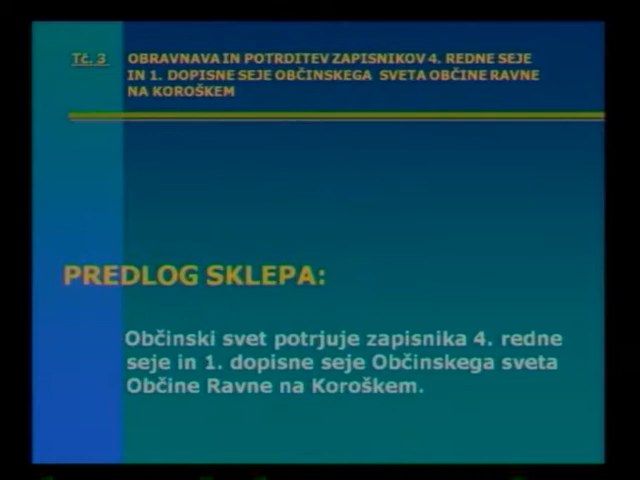 Tč. 3 OBRAVNAVA IN POTRDITEV ZAPISNIKOV 4. REDNE SEJE
IN 1. DOPISNE SEJE OBČINSKEGA SVETA OBČINE RAVNE
NA KOROŠKEM
PREDLOG SKLEPA:
Občinski svet potrjuje zapisnika 4. redne
seje in 1. dopisne seje Občinskega sveta
Občine Ravne na Koroškem.